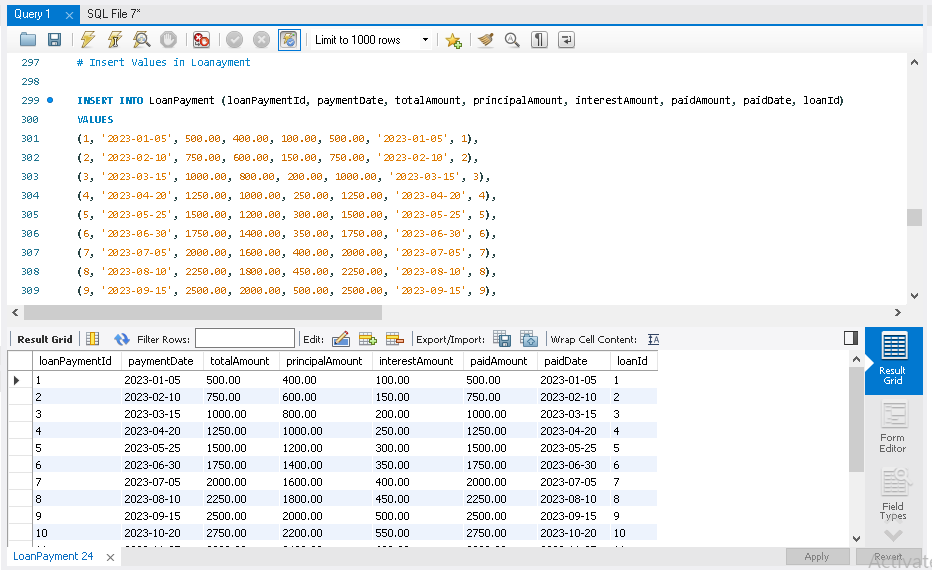 Query 1 SQL File 7*
Limit to 1000 rows
297 # Insert Values in Loanayment
298
299 INSERT INTO LoanPayment (loanPaymentId, paymentDate, totalAmount, principalAmount, interestAmount, paidAmount, paidDate, loanId)
300 VALUES
301 (1, '2023-01-05', 500.00, 400.00, 100.00, 500.00, '2023-01-05', 1),
302 (2, '2023-02-10', 750.00, 600.00, 150.00, 750.00, '2023-02-10', 2),
303 (3, '2023-03-15', 1000.00, 800.00, 200.00, 1000.00, '2023-03-15', 3),
304 (4, '2023-04-20', 1250.00, 1000.00, 250.00, 1250.00, '2023-04-20', 4),
305 (5, '2023-05-25', 1500.00, 1200.00, 300.00, 1500.00, '2023-05-25', 5),
306 (6, '2023-06-30', 1750.00, 1400.00, 350.00, 1750.00, '2023-06-30', 6),
307 (7, '2023-07-05', 2000.00, 1600.00, 400.00, 2000.00, '2023-07-05', 7),
308 (8, '2023-08-10', 2250.00, 1800.00, 450.00, 2250.00, '2023-08-10', 8),
309 (9, '2023-09-15', 2500.00, 2000.00, 500.00, 2500.00, '2023-09-15', 9),
Result Grid Filter Rows: Edit: Export/Import: Wrap Cell Content:
loanPaymentId paymentDate totalAmount principalAmount interestAmount paidAmount paidDate loanId
1 2023-01-05 500.00 400.00 100.00 500.00 2023-01-05 1
2 2023-02-10 750.00 600.00 150.00 750.00 2023-02-10 2
3 2023-03-15 1000.00 800.00 200.00 1000.00 2023-03-15 3
4 2023-04-20 1250.00 1000.00 250.00 1250.00 2023-04-20 4
5 2023-05-25 1500.00 1200.00 300.00 1500.00 2023-05-25 5
6 2023-06-30 1750.00 1400.00 350.00 1750.00 2023-06-30 6
7 2023-07-05 2000.00 1600.00 400.00 2000.00 2023-07-05 7
8 2023-08-10 2250.00 1800.00 450.00 2250.00 2023-08-10 8
9 2023-09-15 2500.00 2000.00 500.00 2500.00 2023-09-15 9
10 2023-10-20 2750.00 2200.00 550.00 2750.00 2023-10-20 10
Result
Grid
Form
Editor
Field
Types
LoanPayment 24 Apply Revert
Activate